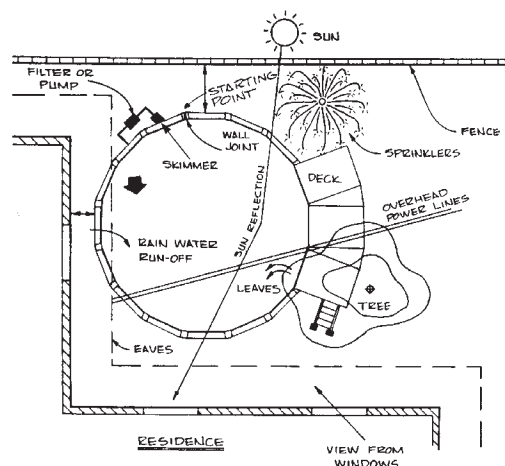 SUN
FILTER OR
PUMP
STARTING
POINT
FENCE
WALL
JOINT
SKIMMER
SPRINKLERS
DECK
OVERHEAD
POWER LINES
SUN REFLECTION
RAIN WATER
RUN-OFF
LEAVES
TREE
EAVES
RESIDENCE
VIEW FROM
WINDOWS